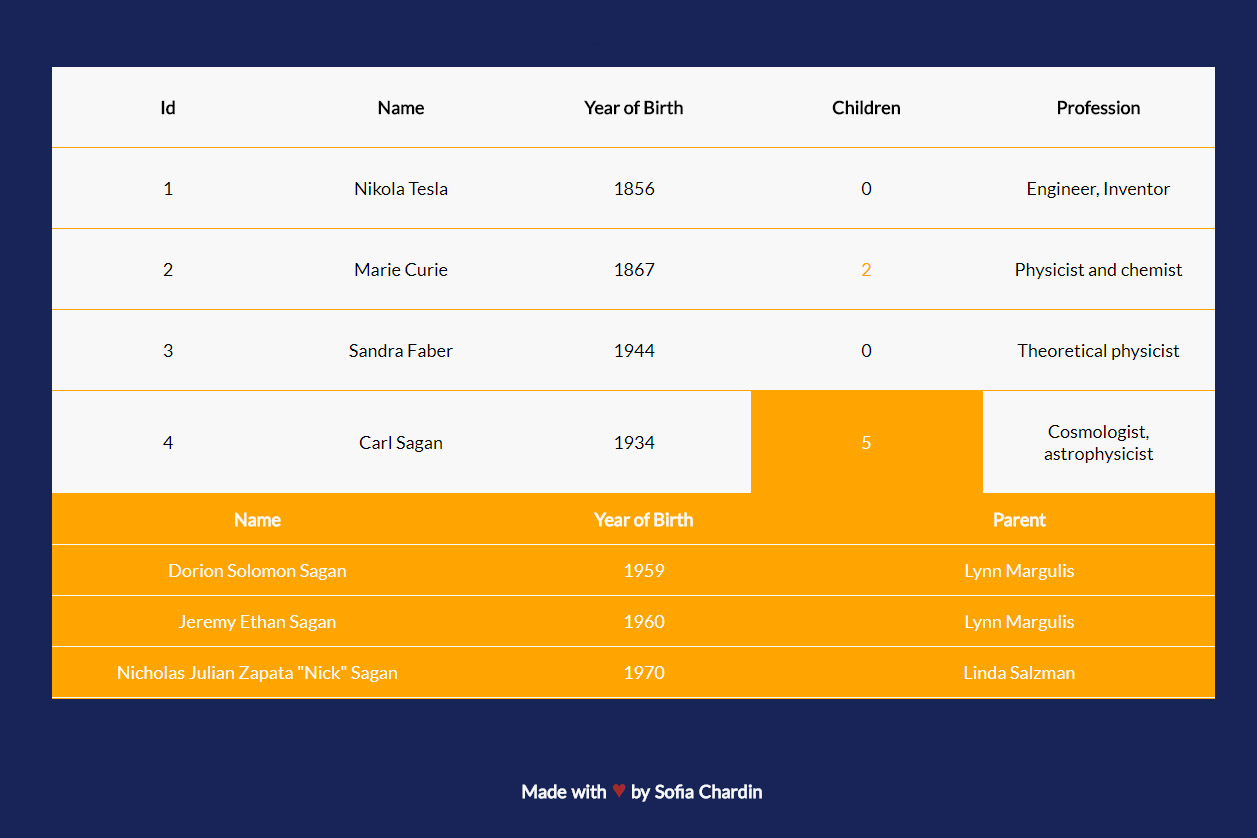 Id Name Year of Birth Children Profession
1 Nikola Tesla 1856 0 Engineer, Inventor
2 Marie Curie 1867 2 Physicist and chemist
3 Sandra Faber 1944 0 Theoretical physicist
4 Carl Sagan 1934 5 Cosmologist,
astrophysicist
Name Year of Birth Parent
Dorion Solomon Sagan 1959 Lynn Margulis
Jeremy Ethan Sagan 1960 Lynn Margulis
Nicholas Julian Zapata "Nick" Sagan 1970 Linda Salzman
Made with ♥ by Sofia Chardin